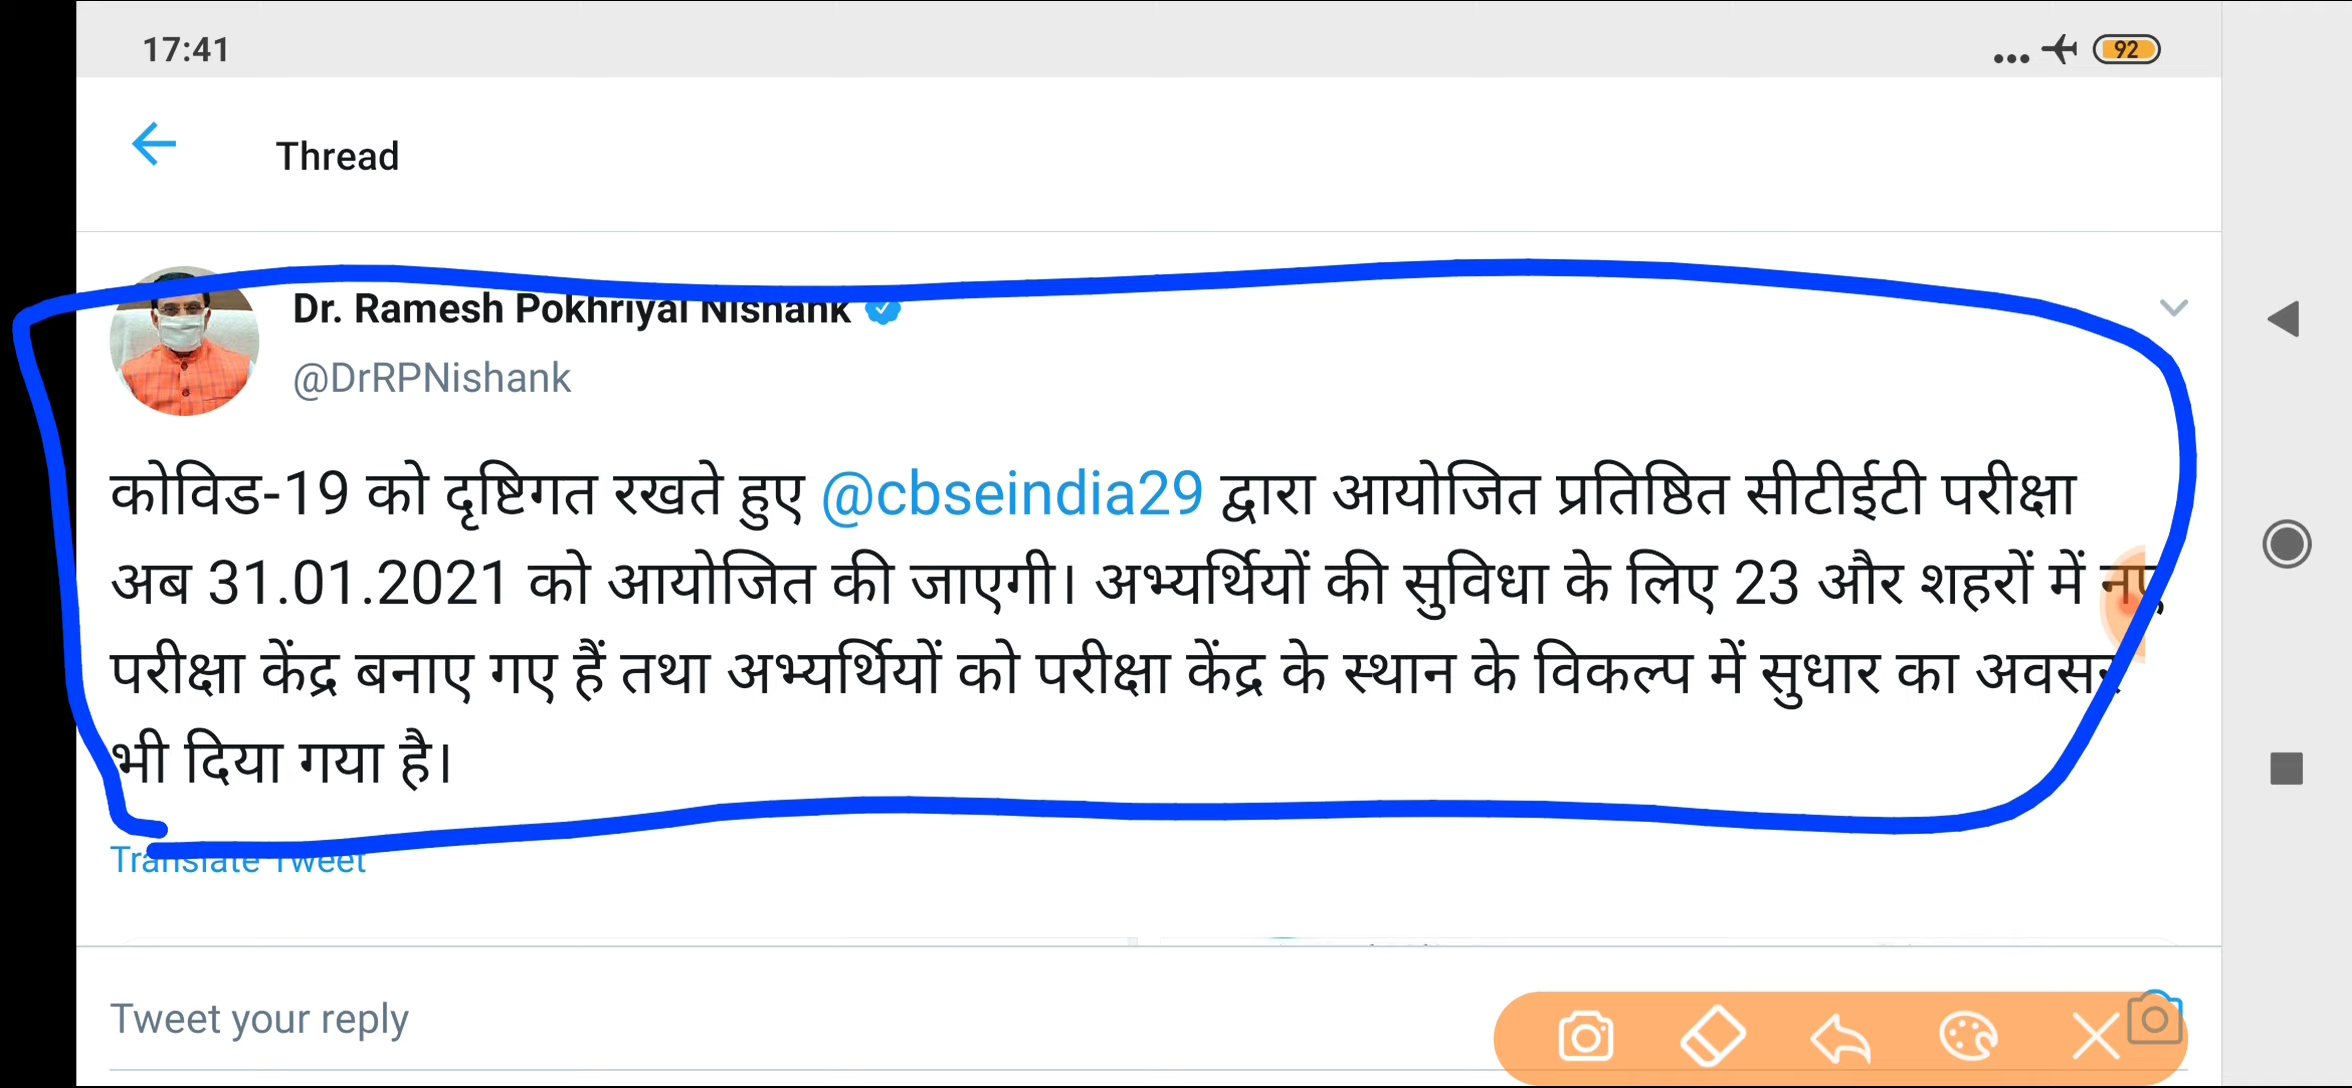 17:41
92
Thread
Dr. Ramesh Pokhriyal Nishank
@DrRPNishank
कोविड-19 को दृष्टिगत रखते हुए @cbseindia29 द्वारा आयोजित प्रतिष्ठित सीटीईटी परीक्षा
अब 31.01.2021 को आयोजित की जाएगी। अभ्यर्थियों की सुविधा के लिए 23 और शहरों में नए
परीक्षा केंद्र बनाए गए हैं तथा अभ्यर्थियों को परीक्षा केंद्र के स्थान के विकल्प में सुधार का अवसर
भी दिया गया है।
Translate Tweet
Tweet your reply